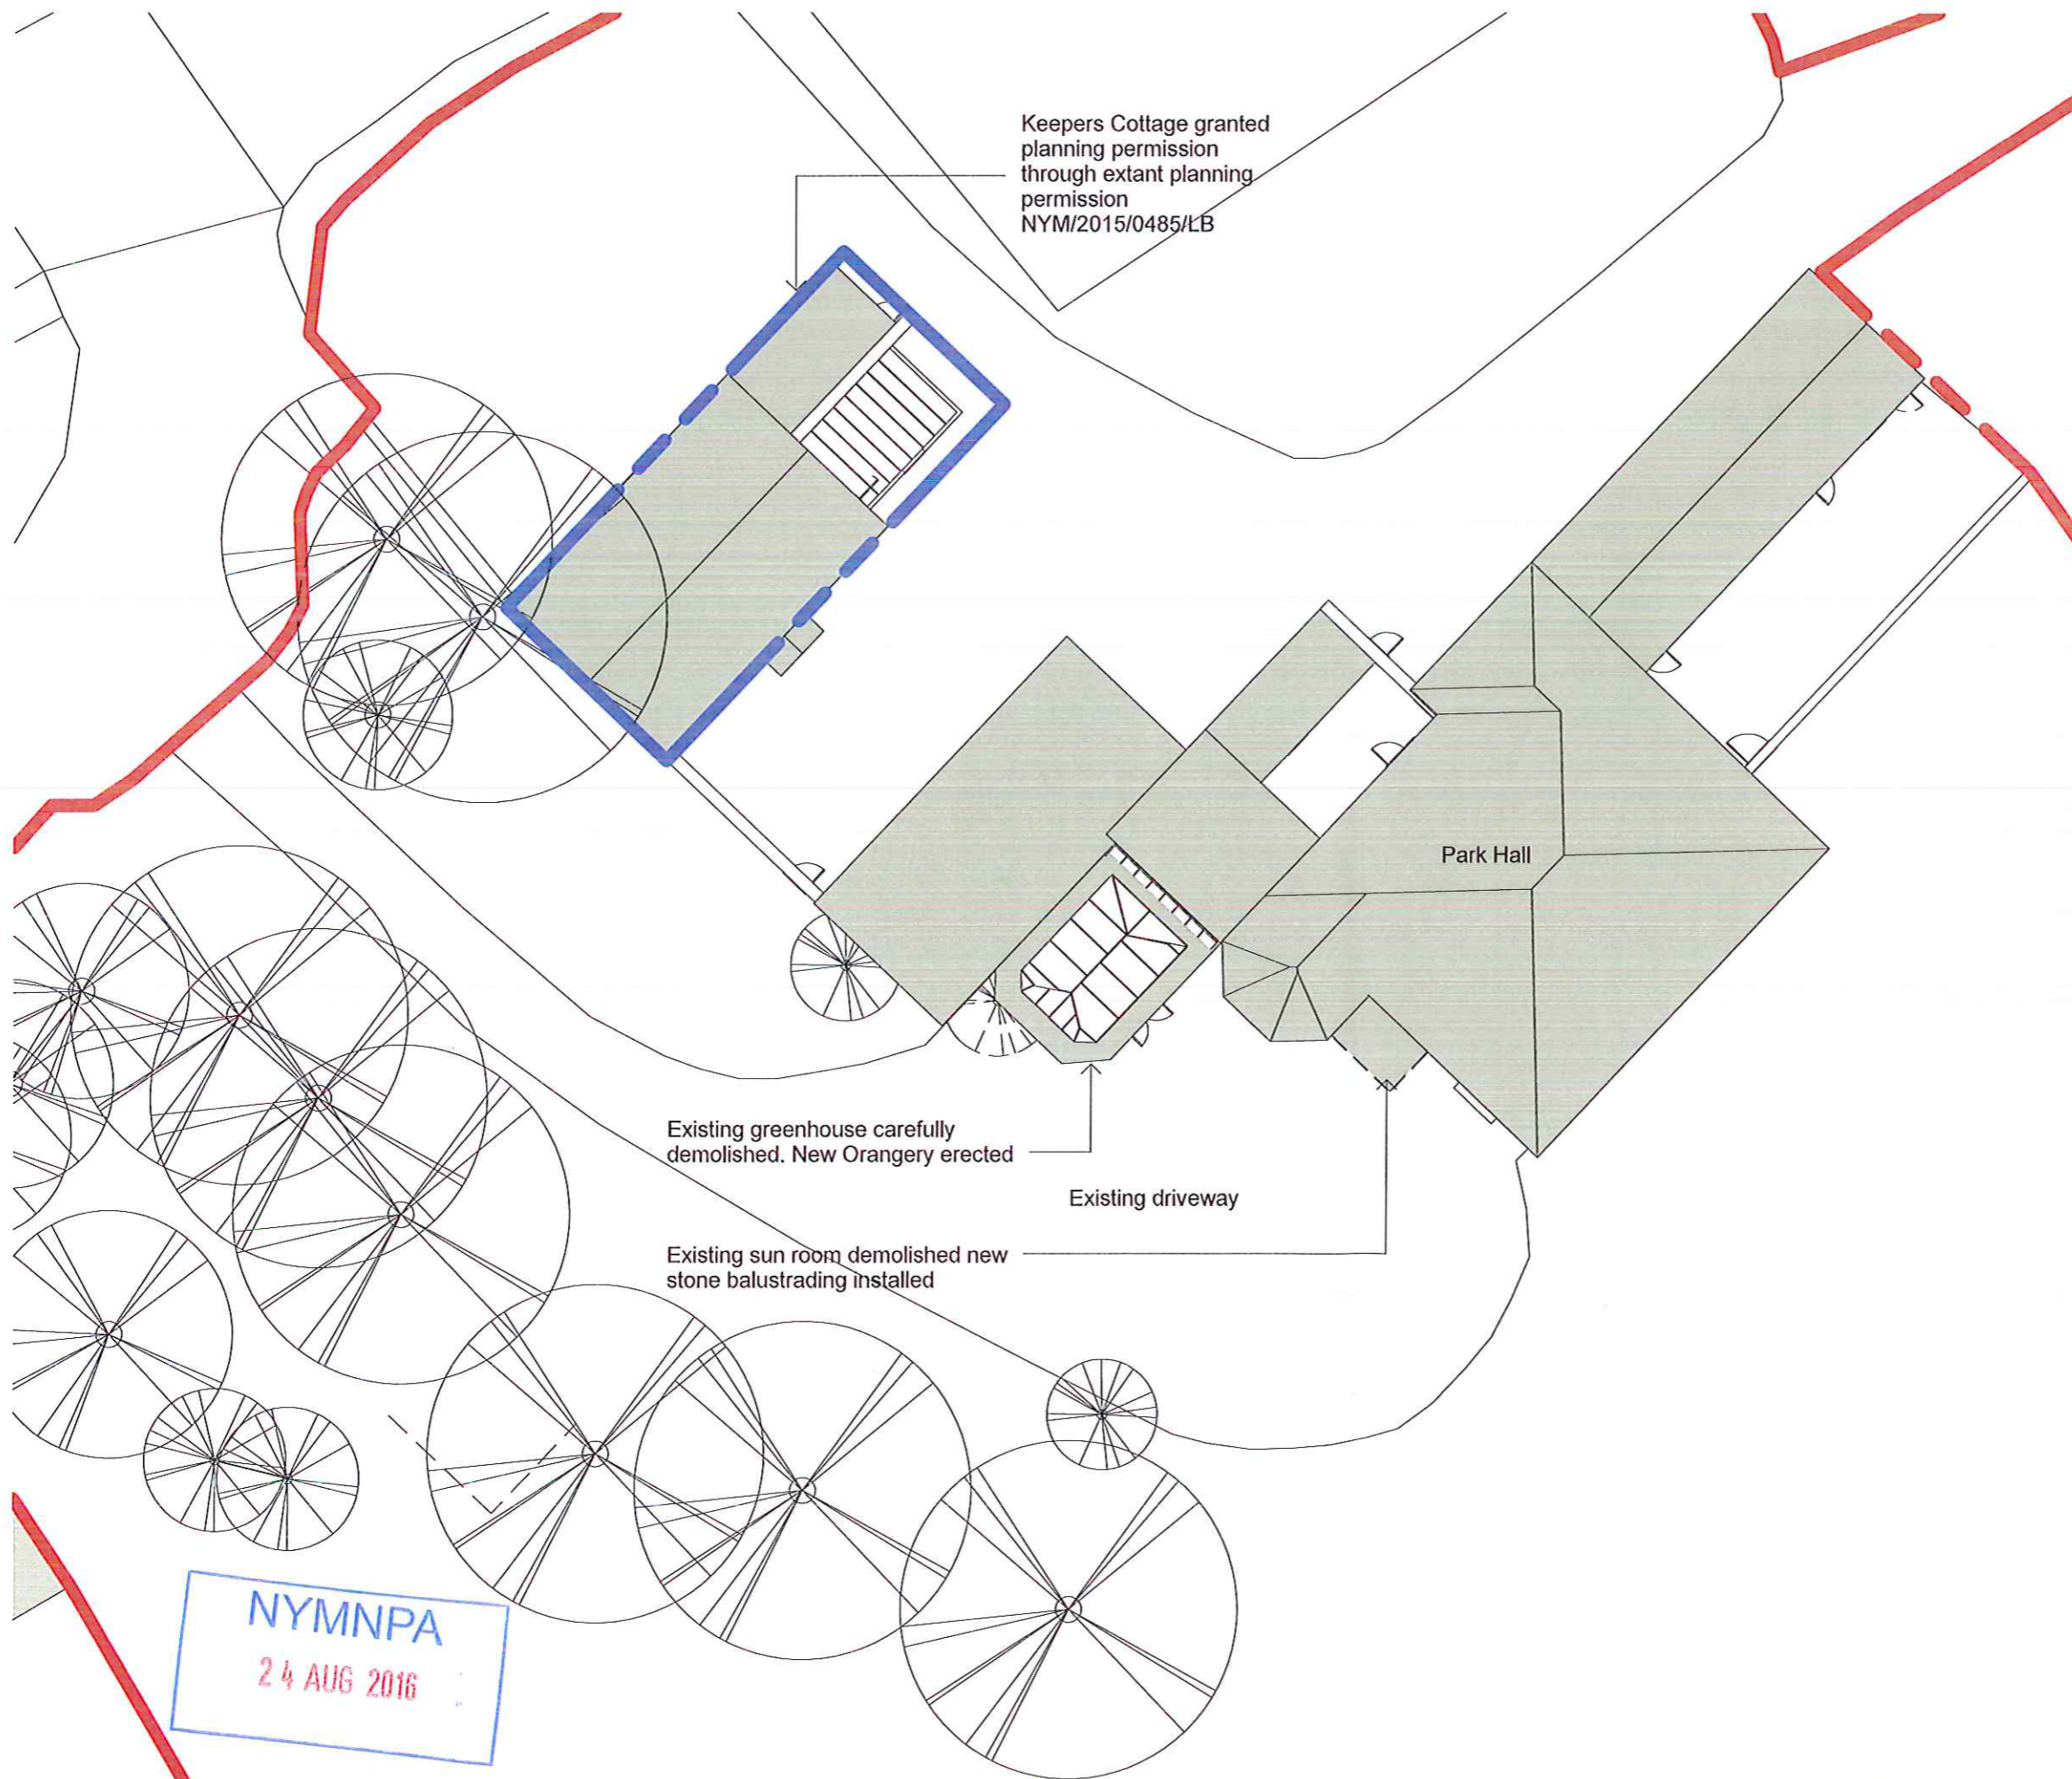 Keepers Cottage granted
planning permission
through extant planning
permission
NYM/2015/0485/LB
Park Hall
Existing greenhouse carefully
demolished. New Orangery erected
Existing driveway
Existing sun room demolished new
stone balustrading installed
NYMNPA
24 AUG 2016